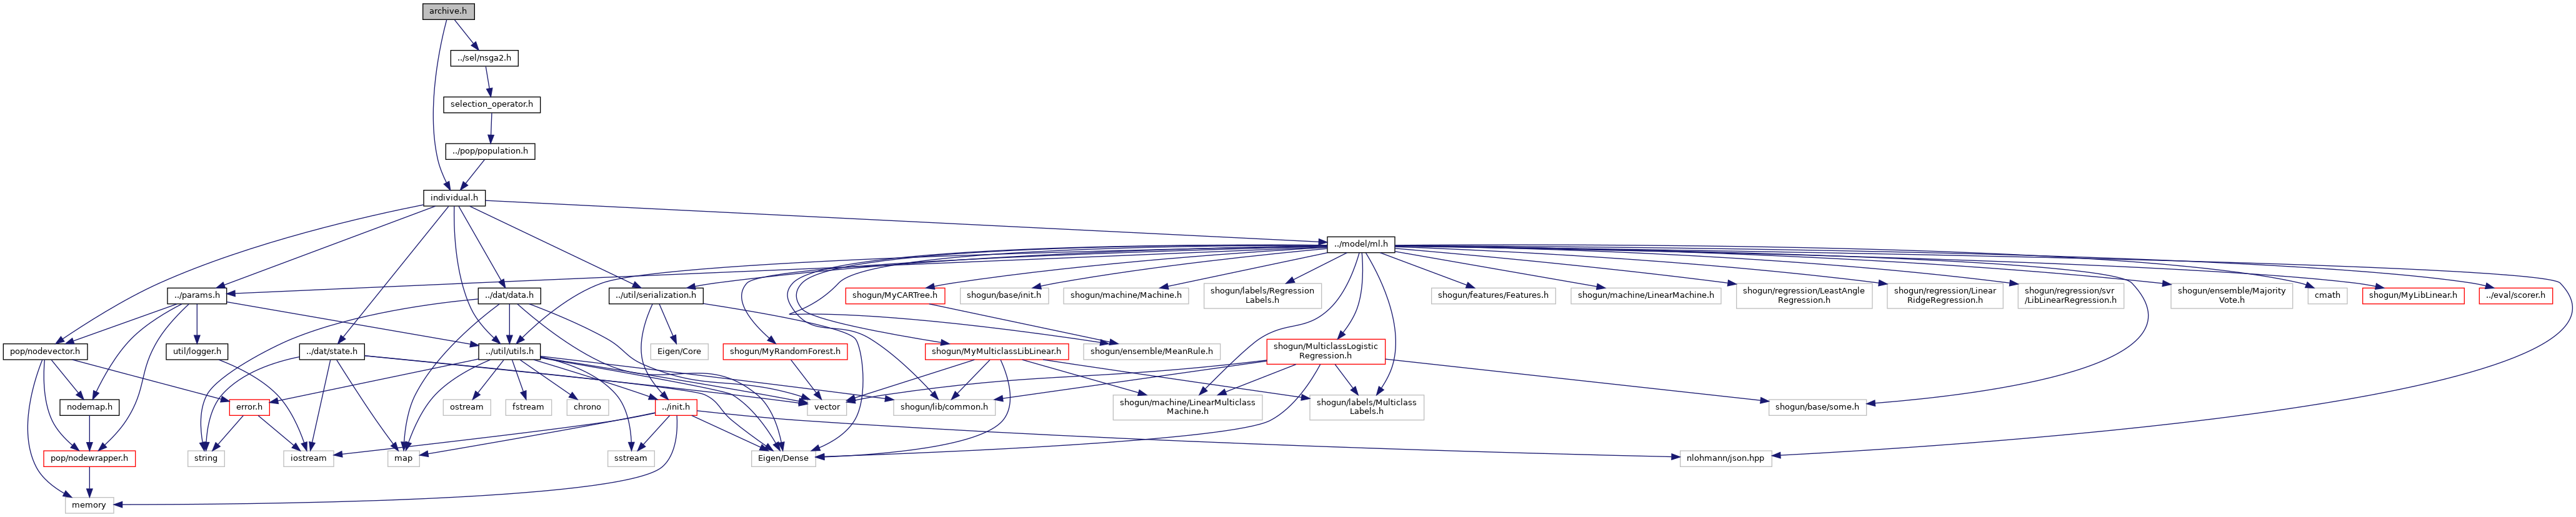 archive.h
../sel/nsga2.h
selection_operator.h
../pop/population.h
individual.h
../model/ml.h
../params.h
../dat/data.h
../util/serialization.h
shogun/MyCARTree.h
shogun/base/init.h
shogun/machine/Machine.h
shogun/labels/Regression
Labels.h
shogun/features/Features.h
shogun/machine/LinearMachine.h
shogun/regression/LeastAngle
Regression.h
shogun/regression/Linear
RidgeRegression.h
shogun/regression/svr
/LibLinearRegression.h
shogun/ensemble/Majority
Vote.h
cmath
shogun/MyLibLinear.h
../eval/scorer.h
pop/nodevector.h
util/logger.h
../dat/state.h
../util/utils.h
Eigen/Core
shogun/MyRandomForest.h
shogun/MyMulticlassLibLinear.h
shogun/ensemble/MeanRule.h
shogun/MulticlassLogistic
Regression.h
nodemap.h
error.h
ostream
fstream
chrono
../init.h
vector
shogun/lib/common.h
shogun/machine/LinearMulticlass
Machine.h
shogun/labels/Multiclass
Labels.h
shogun/base/some.h
pop/nodewrapper.h
string
iostream
map
sstream
Eigen/Dense
nlohmann/json.hpp
memory